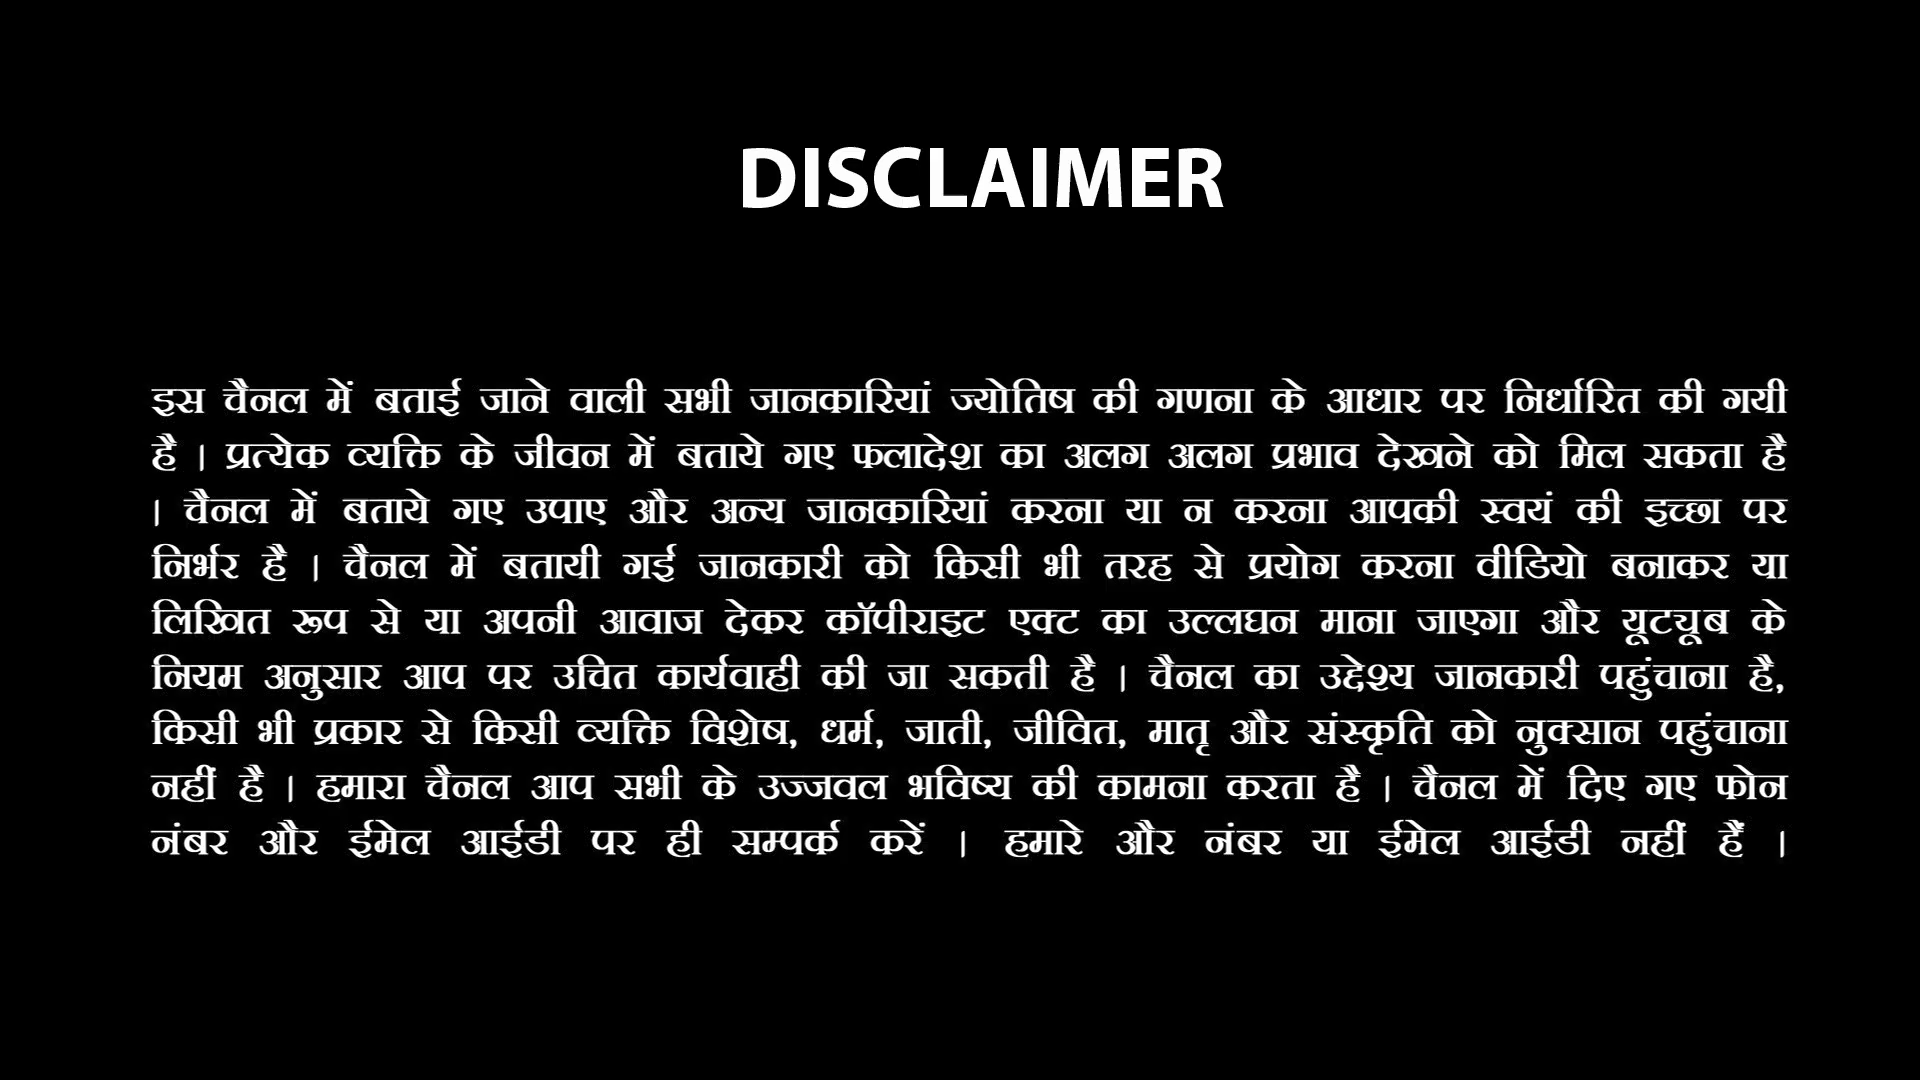 DISCLAIMER
इस चैनल में बताई जाने वाली सभी जानकारियां ज्योतिष की गणना के आधार पर निर्धारित की गयी
है । प्रत्येक व्यक्ति के जीवन में बताये गए फलादेश का अलग अलग प्रभाव देखने को मिल सकता है
। चैनल में बताये गए उपाए और अन्य जानकारियां करना या न करना आपकी स्वयं की इच्छा पर
निर्भर है । चैनल में बतायी गई जानकारी को किसी भी तरह से प्रयोग करना वीडियो बनाकर या
लिखित रूप से या अपनी आवाज देकर कॉपीराइट एक्ट का उल्लघन माना जाएगा और यूट्यूब के
नियम अनुसार आप पर उचित कार्यवाही की जा सकती है । चैनल का उद्देश्य जानकारी पहुंचाना है,
किसी भी प्रकार से किसी व्यक्ति विशेष, धर्म, जाती, जीवित, मातृ और संस्कृति को नुक्सान पहुंचाना
नहीं है । हमारा चैनल आप सभी के उज्जवल भविष्य की कामना करता है । चैनल में दिए गए फोन
नंबर और ईमेल आईडी पर ही सम्पर्क करें । हमारे और नंबर या ईमेल आईडी नहीं हैं ।